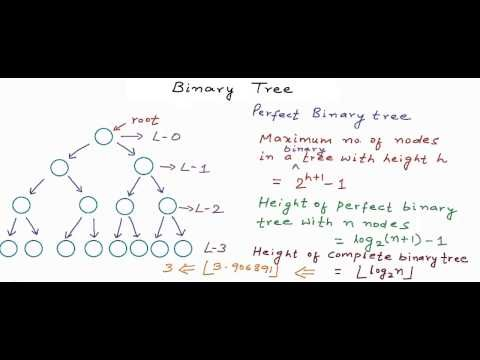 Binary Tree
root
L-0
L-1
L-2
L-3
Perfect Binary tree
Maximum no. of nodes
in a binary tree with height h
= 2^(h+1) - 1
Height of perfect binary
tree with n nodes
= log₂(n+1) - 1
Height of complete binary tree
3 ⇐ ⌊3.906891⌋ ⇐ = ⌊log₂n⌋